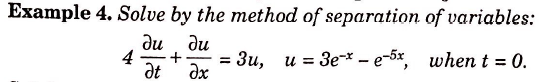 Example 4. Solve by the method of separation of variables:
4 ∂u/∂t + ∂u/∂x = 3u, u = 3e⁻ˣ – e⁻⁵ˣ, when t = 0.